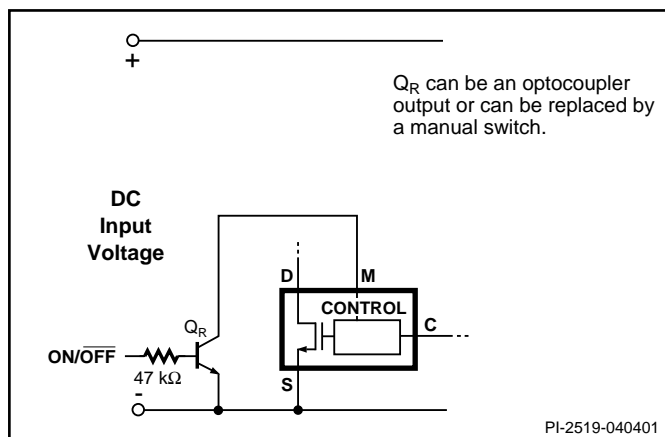 +
QR can be an optocoupler
output or can be replaced by
a manual switch.
DC
Input
Voltage
D
M
CONTROL
C
QR
ON/OFF
47 kΩ
S
-
PI-2519-040401